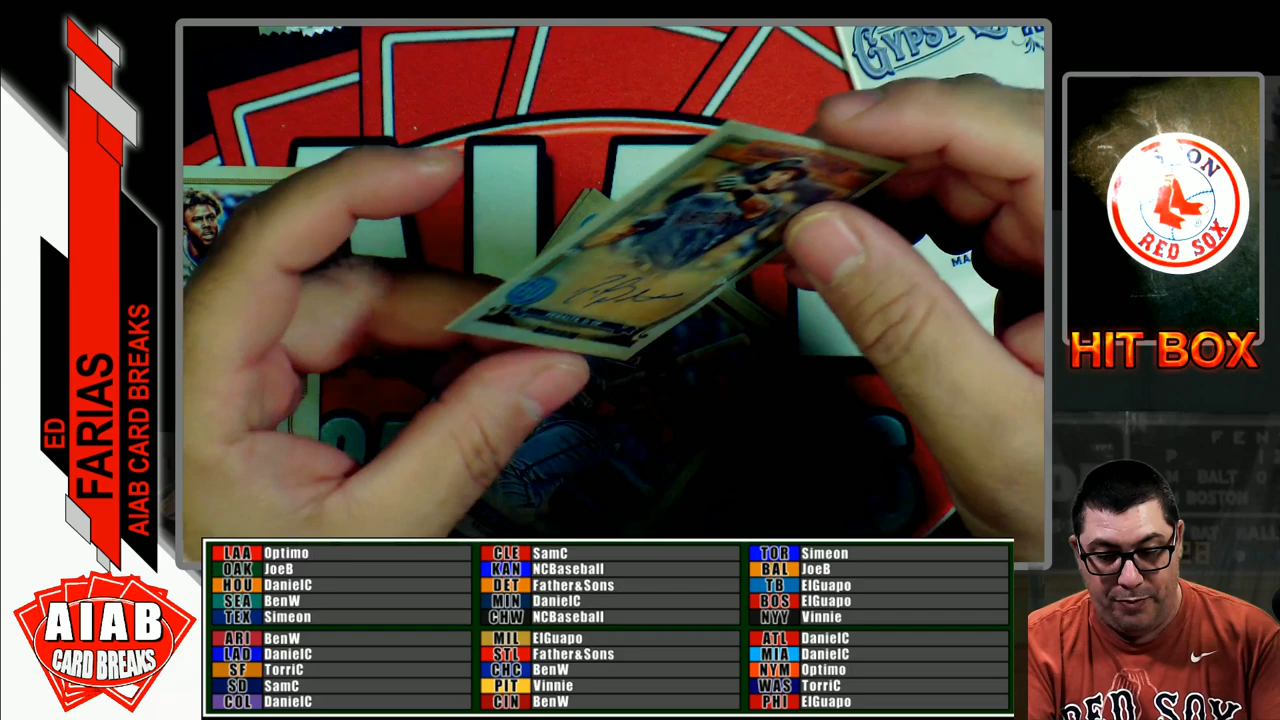 ED
FARIAS
AIAB CARD BREAKS
AIAB
CARD BREAKS
GYPSY
RED SOX
HIT BOX
LAA Optimo
OAK JoeB
HOU DanielC
SEA BenW
TEX Simeon
ARI BenW
LAD DanielC
SF TorriC
SD SamC
COL DanielC
CLE SamC
KAN NCBaseball
DET Father&Sons
MIN DanielC
CHW NCBaseball
MIL ElGuapo
STL Father&Sons
CHC BenW
PIT Vinnie
CIN BenW
TOR Simeon
BAL JoeB
TB ElGuapo
BOS ElGuapo
NYY Vinnie
ATL DanielC
MIA DanielC
NYM Optimo
WAS TorriC
PHI ElGuapo
RED SOX